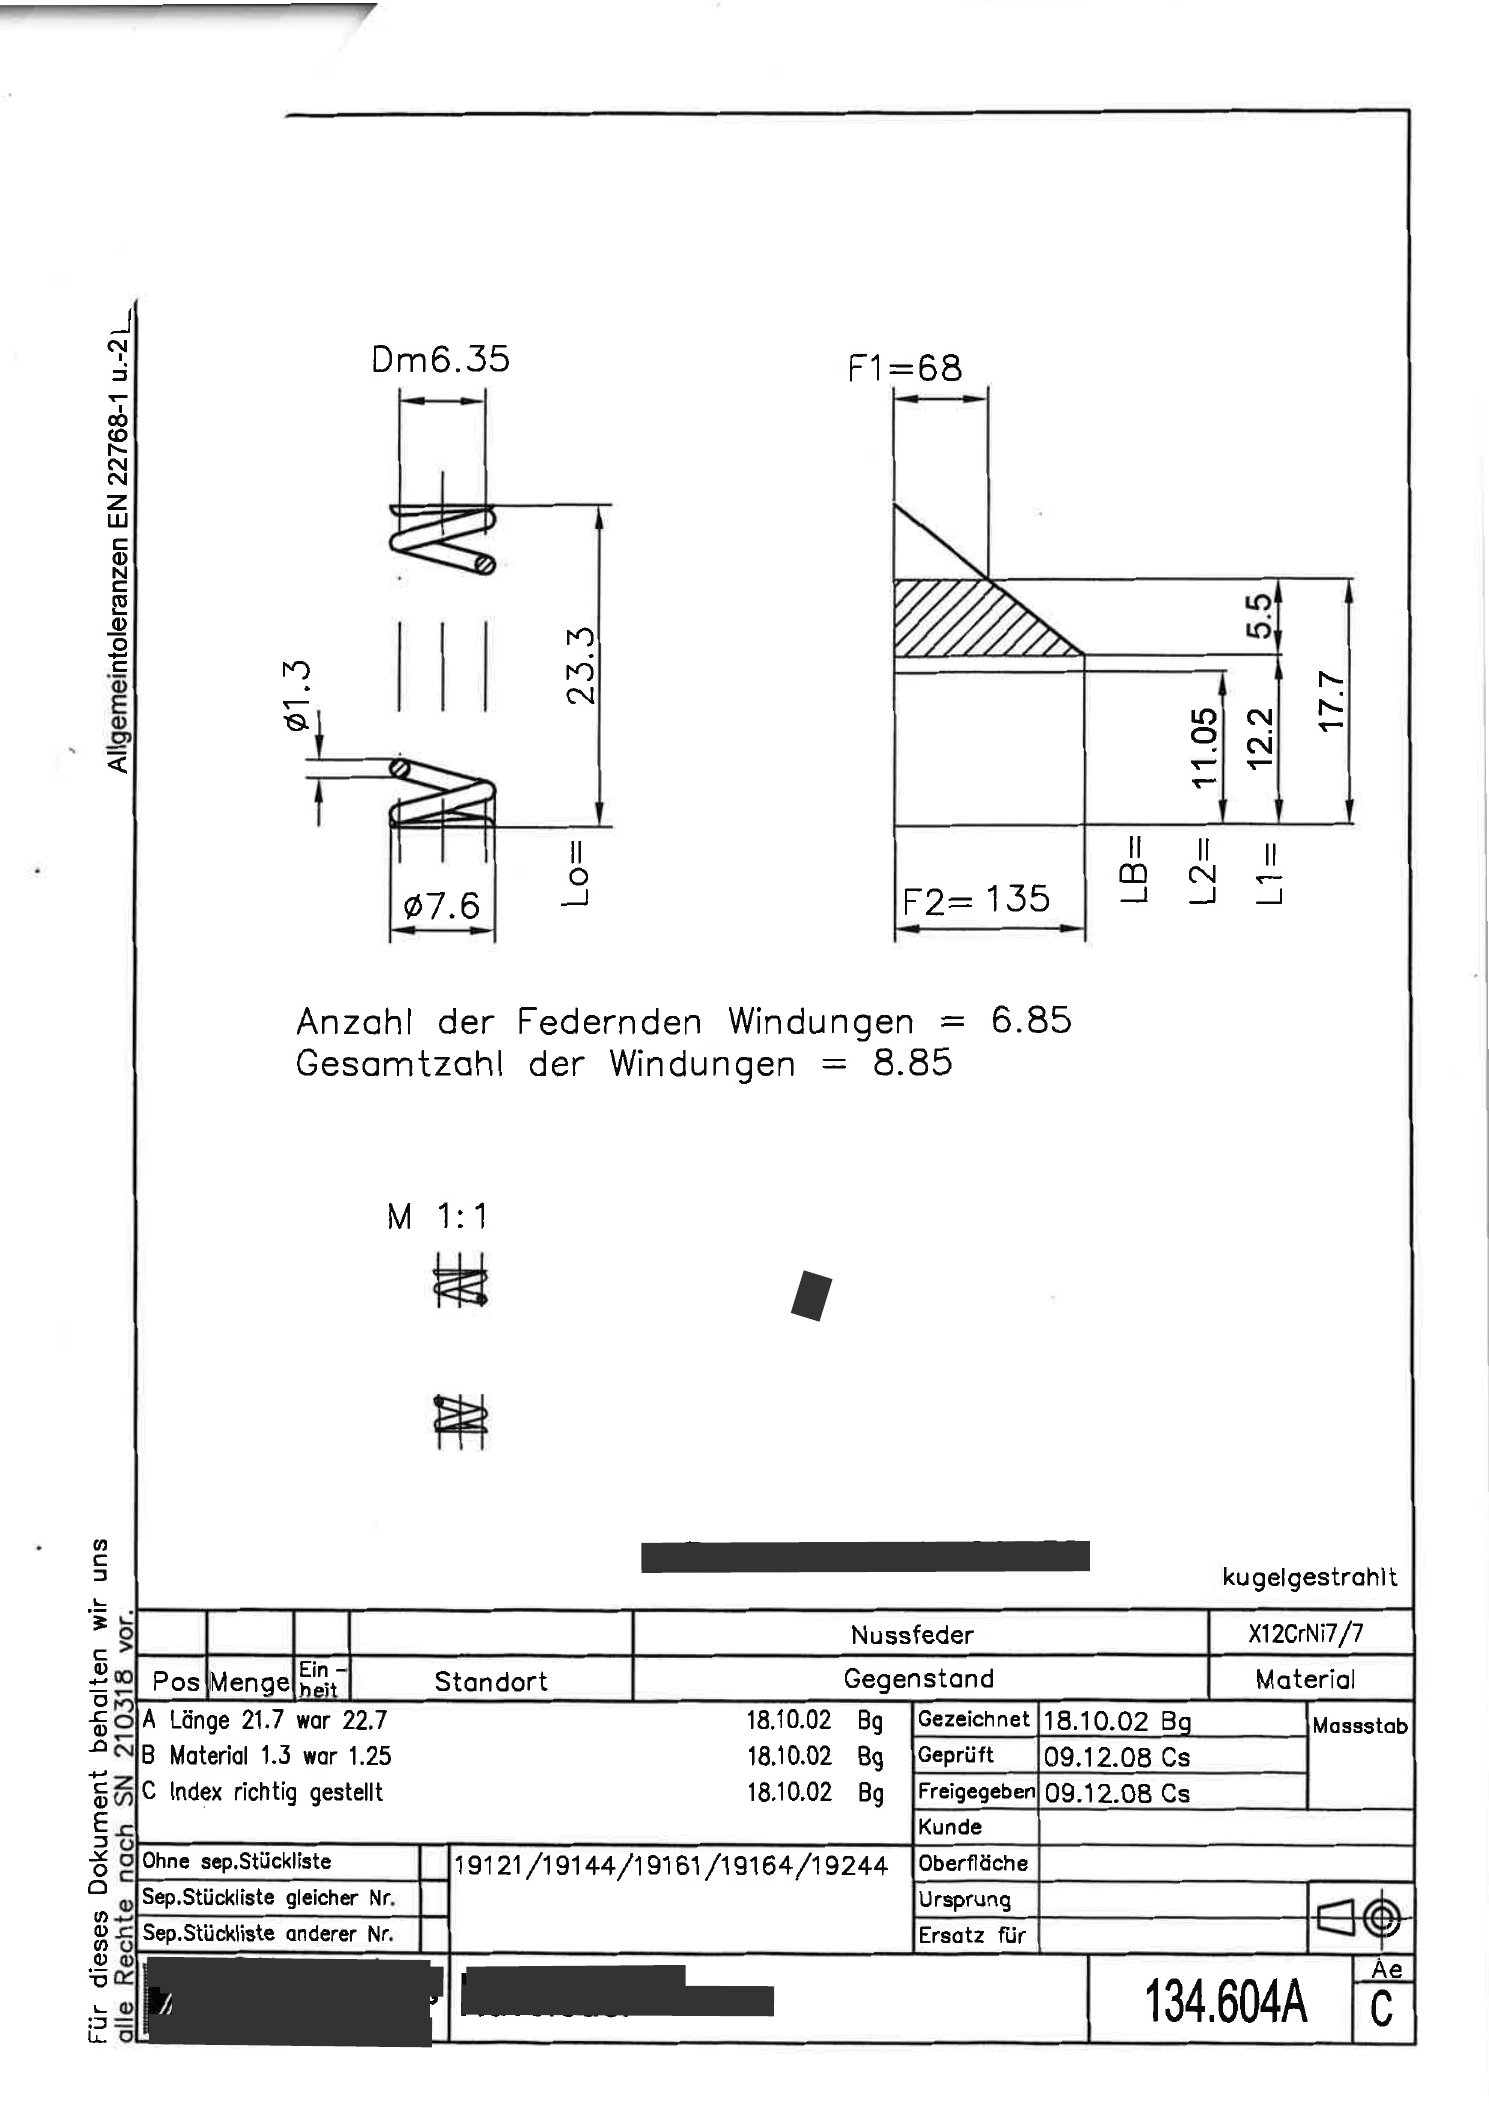 Allgemeintoleranzen EN 22768-1 u.-2
Dm6.35
F1=68
ø1.3
23.3
Lo=
ø7.6
5.5
17.7
12.2
11.05
LB=
L2=
L1=
F2= 135
Anzahl der Federnden Windungen = 6.85
Gesamtzahl der Windungen = 8.85
M 1:1
kugelgestrahlt
Für dieses Dokument behalten wir uns
alle Rechte nach SN 210318 vor.
Nussfeder
X12CrNi7/7
Pos
Menge
Ein-
heit
Standort
Gegenstand
Material
A Länge 21.7 war 22.7 18.10.02 Bg
B Material 1.3 war 1.25 18.10.02 Bg
C Index richtig gestellt 18.10.02 Bg
Gezeichnet 18.10.02 Bg
Geprüft 09.12.08 Cs
Freigegeben 09.12.08 Cs
Massstab
Kunde
Ohne sep.Stückliste
Sep.Stückliste gleicher Nr.
Sep.Stückliste anderer Nr.
19121/19144/19161/19164/19244
Oberfläche
Ursprung
Ersatz für
134.604A
Ae
C